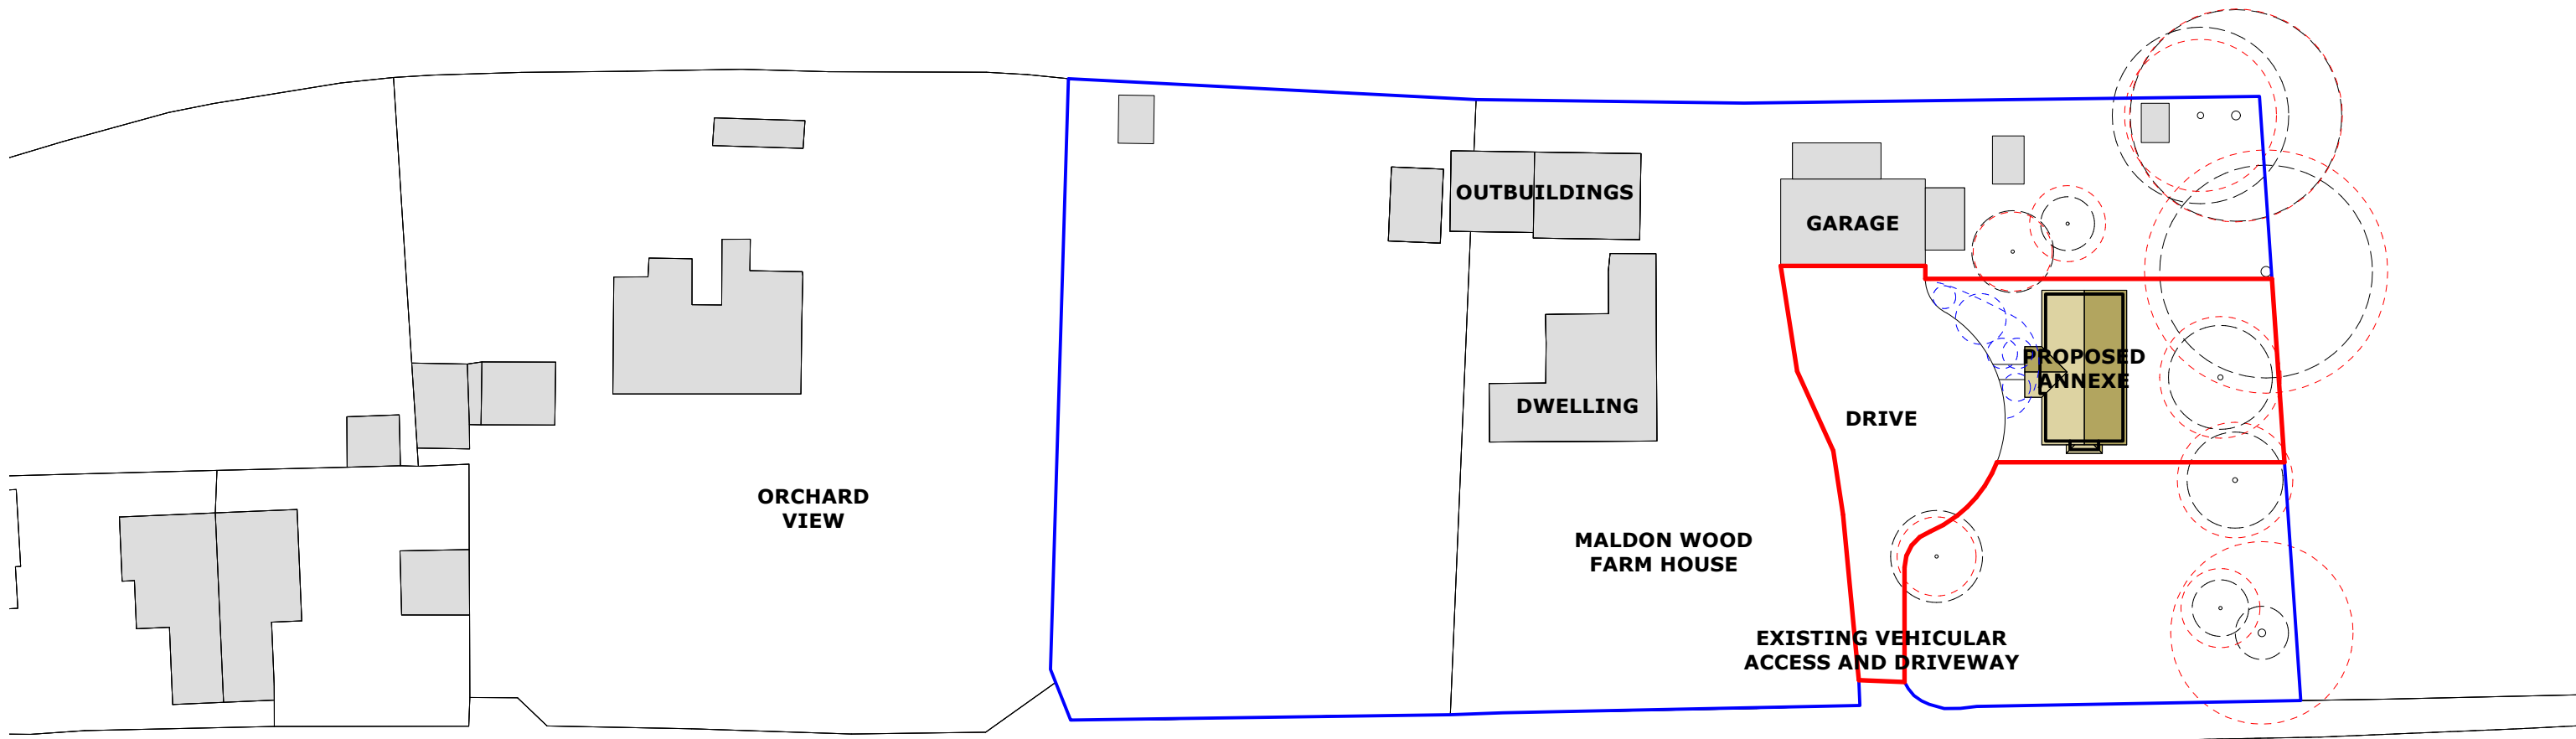 OUTBUILDINGS
GARAGE
PROPOSED
ANNEXE
DWELLING
DRIVE
ORCHARD
VIEW
MALDON WOOD
FARM HOUSE
EXISTING VEHICULAR
ACCESS AND DRIVEWAY